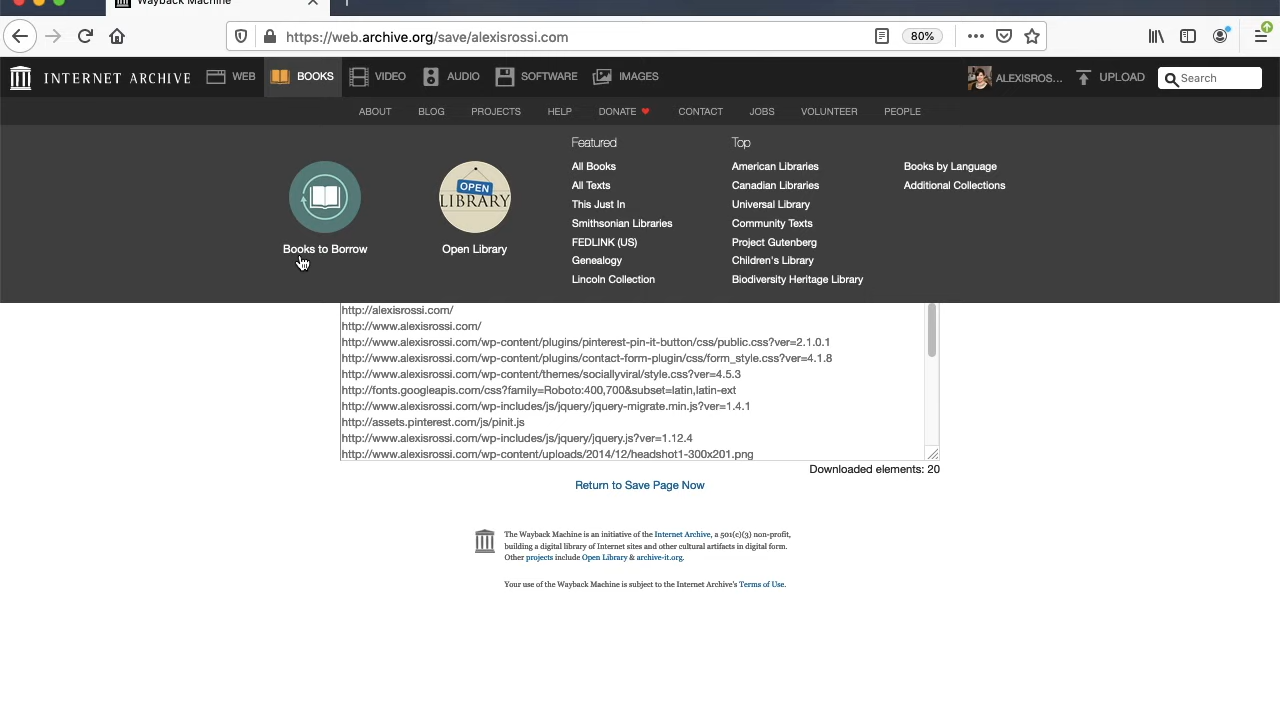 Wayback Machine
https://web.archive.org/save/alexisrossi.com
80%
INTERNET ARCHIVE
WEB
BOOKS
VIDEO
AUDIO
SOFTWARE
IMAGES
ALEXISROS...
UPLOAD
Search
ABOUT
BLOG
PROJECTS
HELP
DONATE
CONTACT
JOBS
VOLUNTEER
PEOPLE
OPEN
LIBRARY
Books to Borrow
Open Library
Featured
All Books
All Texts
This Just In
Smithsonian Libraries
FEDLINK (US)
Genealogy
Lincoln Collection
Top
American Libraries
Canadian Libraries
Universal Library
Community Texts
Project Gutenberg
Children's Library
Biodiversity Heritage Library
Books by Language
Additional Collections
http://alexisrossi.com/
http://www.alexisrossi.com/
http://www.alexisrossi.com/wp-content/plugins/pinterest-pin-it-button/css/public.css?ver=2.1.0.1
http://www.alexisrossi.com/wp-content/plugins/contact-form-plugin/css/form_style.css?ver=4.1.8
http://www.alexisrossi.com/wp-content/themes/sociallyviral/style.css?ver=4.5.3
http://fonts.googleapis.com/css?family=Roboto:400,700&subset=latin,latin-ext
http://www.alexisrossi.com/wp-includes/js/jquery/jquery-migrate.min.js?ver=1.4.1
http://assets.pinterest.com/js/pinit.js
http://www.alexisrossi.com/wp-includes/js/jquery/jquery.js?ver=1.12.4
http://www.alexisrossi.com/wp-content/uploads/2014/12/headshot1-300x201.png
Downloaded elements: 20
Return to Save Page Now
The Wayback Machine is an initiative of the Internet Archive, a 501(c)(3) non-profit,
building a digital library of Internet sites and other cultural artifacts in digital form.
Other projects include Open Library & archive-it.org.
Your use of the Wayback Machine is subject to the Internet Archive's Terms of Use.